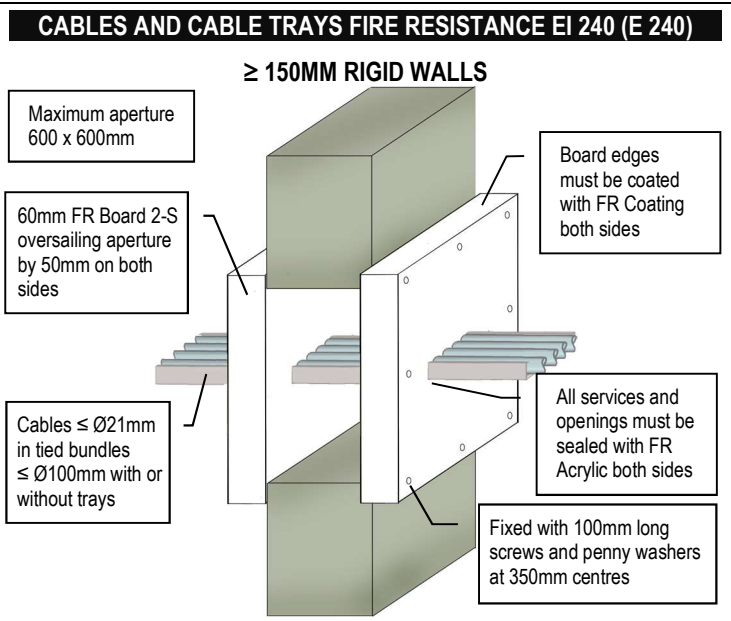 CABLES AND CABLE TRAYS FIRE RESISTANCE EI 240 (E 240)
≥ 150MM RIGID WALLS
Maximum aperture
600 x 600mm
60mm FR Board 2-S
oversailing aperture
by 50mm on both
sides
Cables ≤ Ø21mm
in tied bundles
≤ Ø100mm with or
without trays
Board edges
must be coated
with FR Coating
both sides
All services and
openings must be
sealed with FR
Acrylic both sides
Fixed with 100mm long
screws and penny washers
at 350mm centres